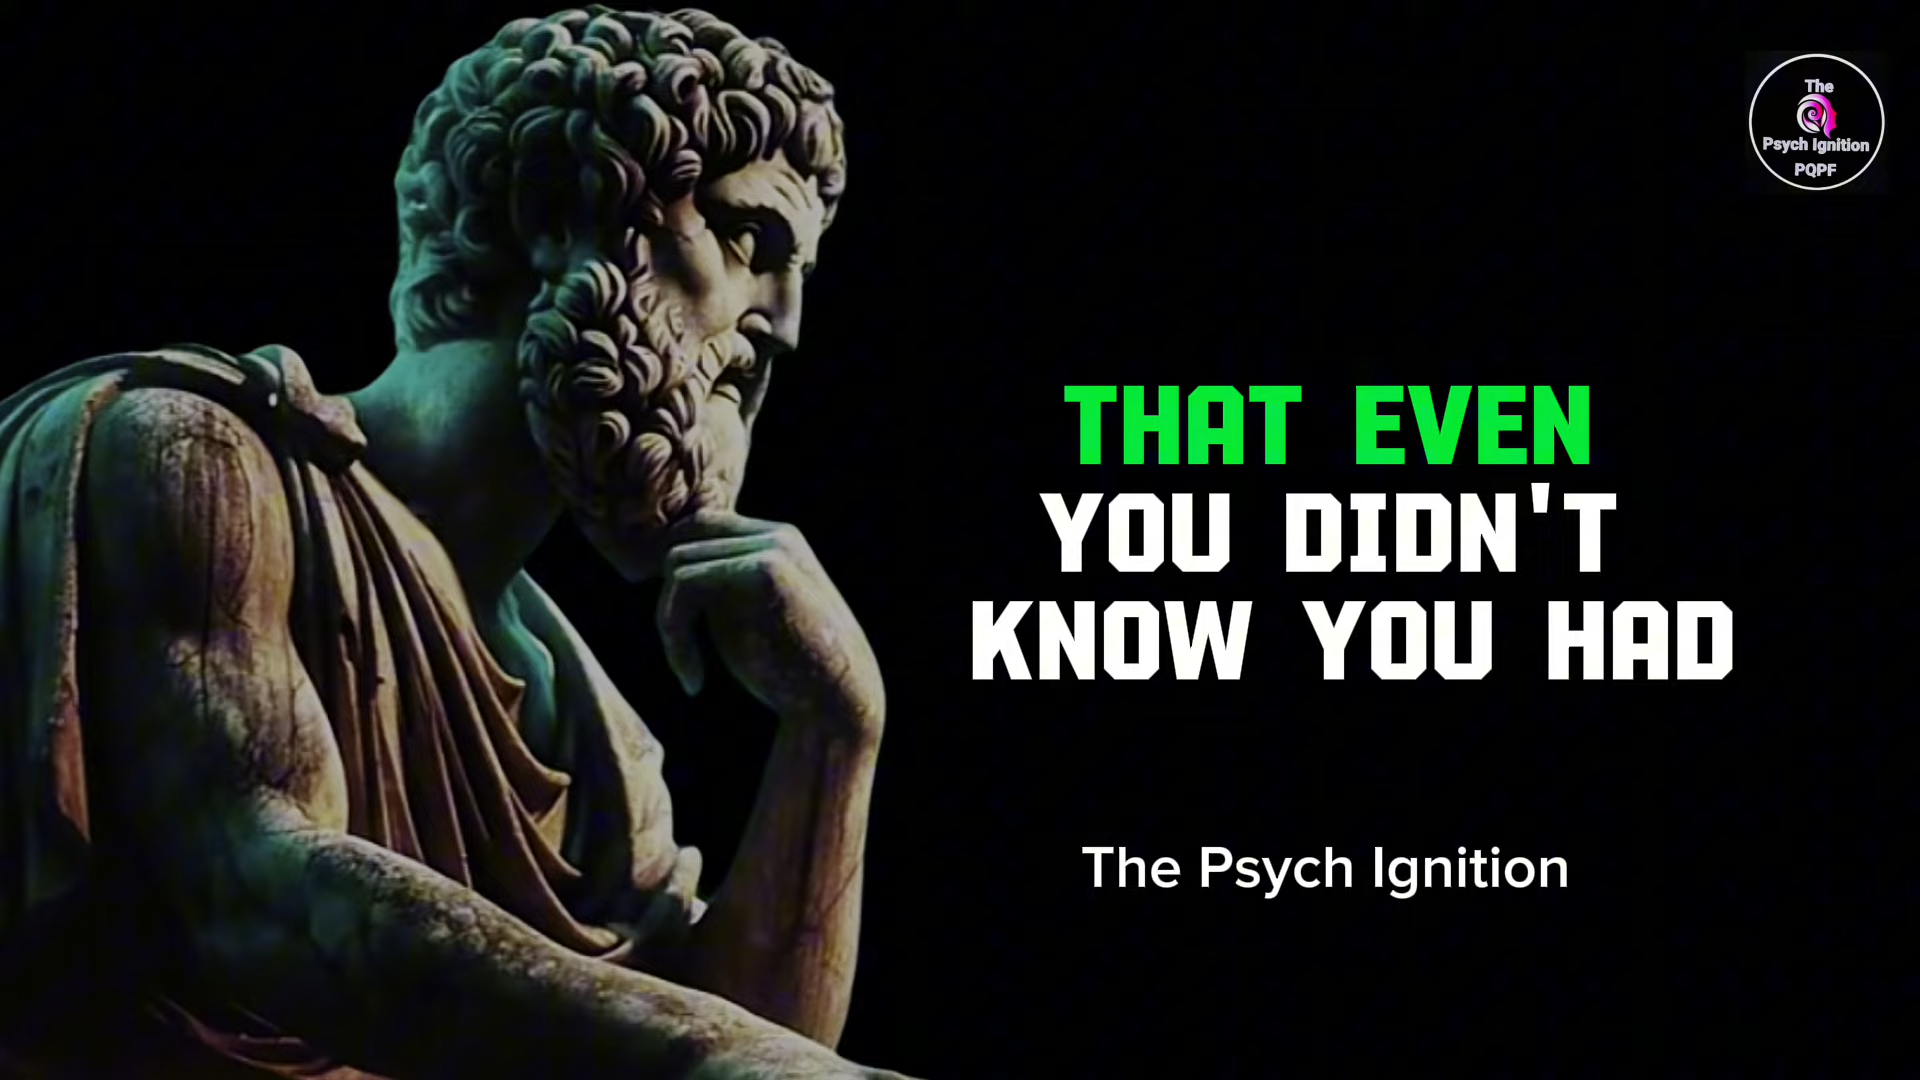 The
Psych Ignition
PQPF
THAT EVEN
YOU DIDN'T
KNOW YOU HAD
The Psych Ignition